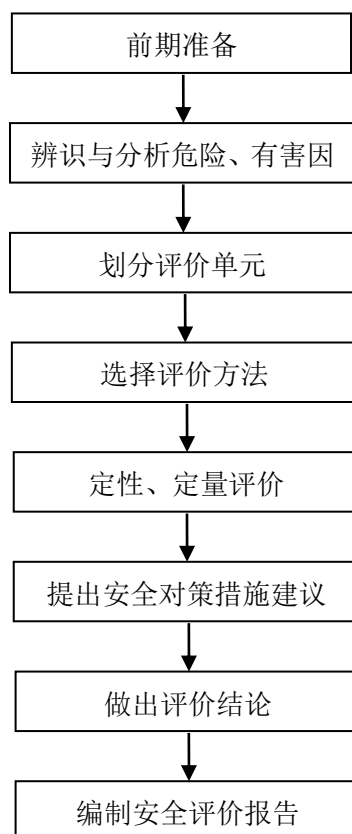 前期准备
辨识与分析危险、有害因
划分评价单元
选择评价方法
定性、定量评价
提出安全对策措施建议
做出评价结论
编制安全评价报告